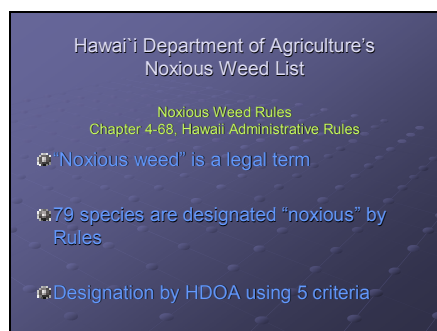 Hawai`i Department of Agriculture's
Noxious Weed List
Noxious Weed Rules
Chapter 4-68, Hawaii Administrative Rules
"Noxious weed" is a legal term
79 species are designated "noxious" by
Rules
Designation by HDOA using 5 criteria